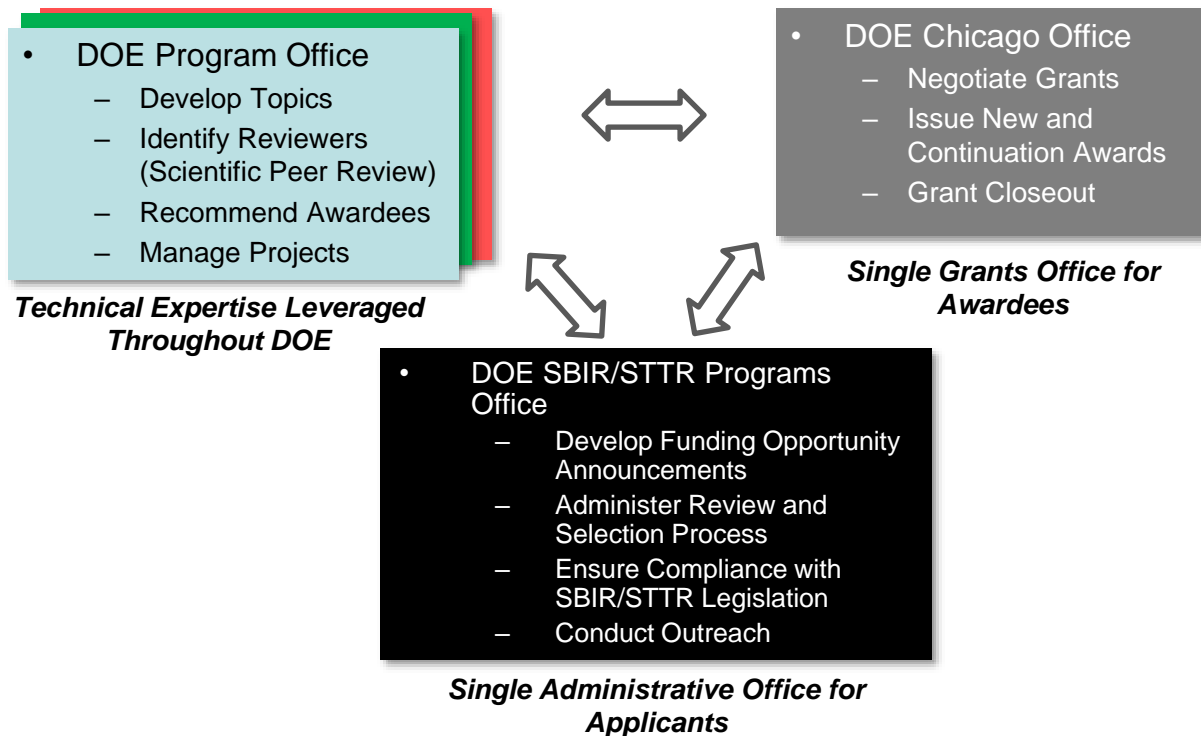 • DOE Program Office
– Develop Topics
– Identify Reviewers
(Scientific Peer Review)
– Recommend Awardees
– Manage Projects
Technical Expertise Leveraged
Throughout DOE
• DOE Chicago Office
– Negotiate Grants
– Issue New and
Continuation Awards
– Grant Closeout
Single Grants Office for
Awardees
• DOE SBIR/STTR Programs
Office
– Develop Funding Opportunity
Announcements
– Administer Review and
Selection Process
– Ensure Compliance with
SBIR/STTR Legislation
– Conduct Outreach
Single Administrative Office for
Applicants